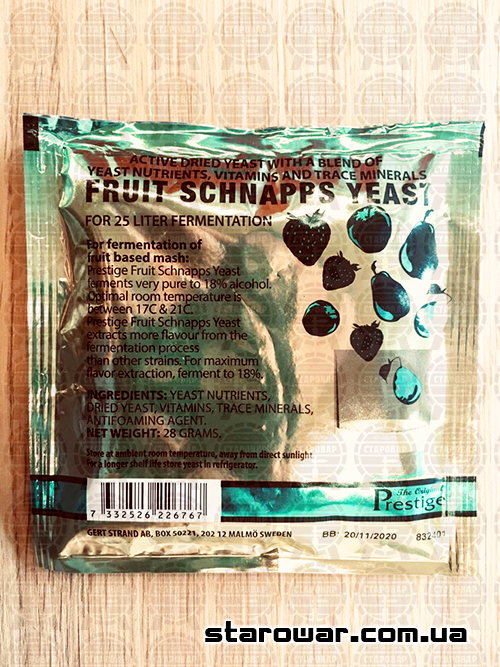 ACTIVE DRIED YEAST WITH A BLEND OF
YEAST NUTRIENTS, VITAMINS AND TRACE MINERALS
FRUIT SCHNAPPS YEAST
FOR 25 LITER FERMENTATION
For fermentation of
fruit based mash:
Prestige Fruit Schnapps Yeast
ferments very pure to 18% alcohol.
Optimal room temperature is
between 17C & 21C.
Prestige Fruit Schnapps Yeast
extracts more flavour from the
fermentation process
than other strains. For maximum
flavor extraction, ferment to 18%.
INGREDIENTS: YEAST NUTRIENTS,
DRIED YEAST, VITAMINS, TRACE MINERALS,
ANTIFOAMING AGENT.
NET WEIGHT: 28 GRAMS,
Store at ambient room temperature, away from direct sunlight
For a longer shelf life store yeast in refrigerator.
The
Prestige
7 332526 226767
GERT STRAND AB, BOX 50221, 202 12 MALMÖ SWEDEN
BB: 20/11/2020
starowar.com.ua